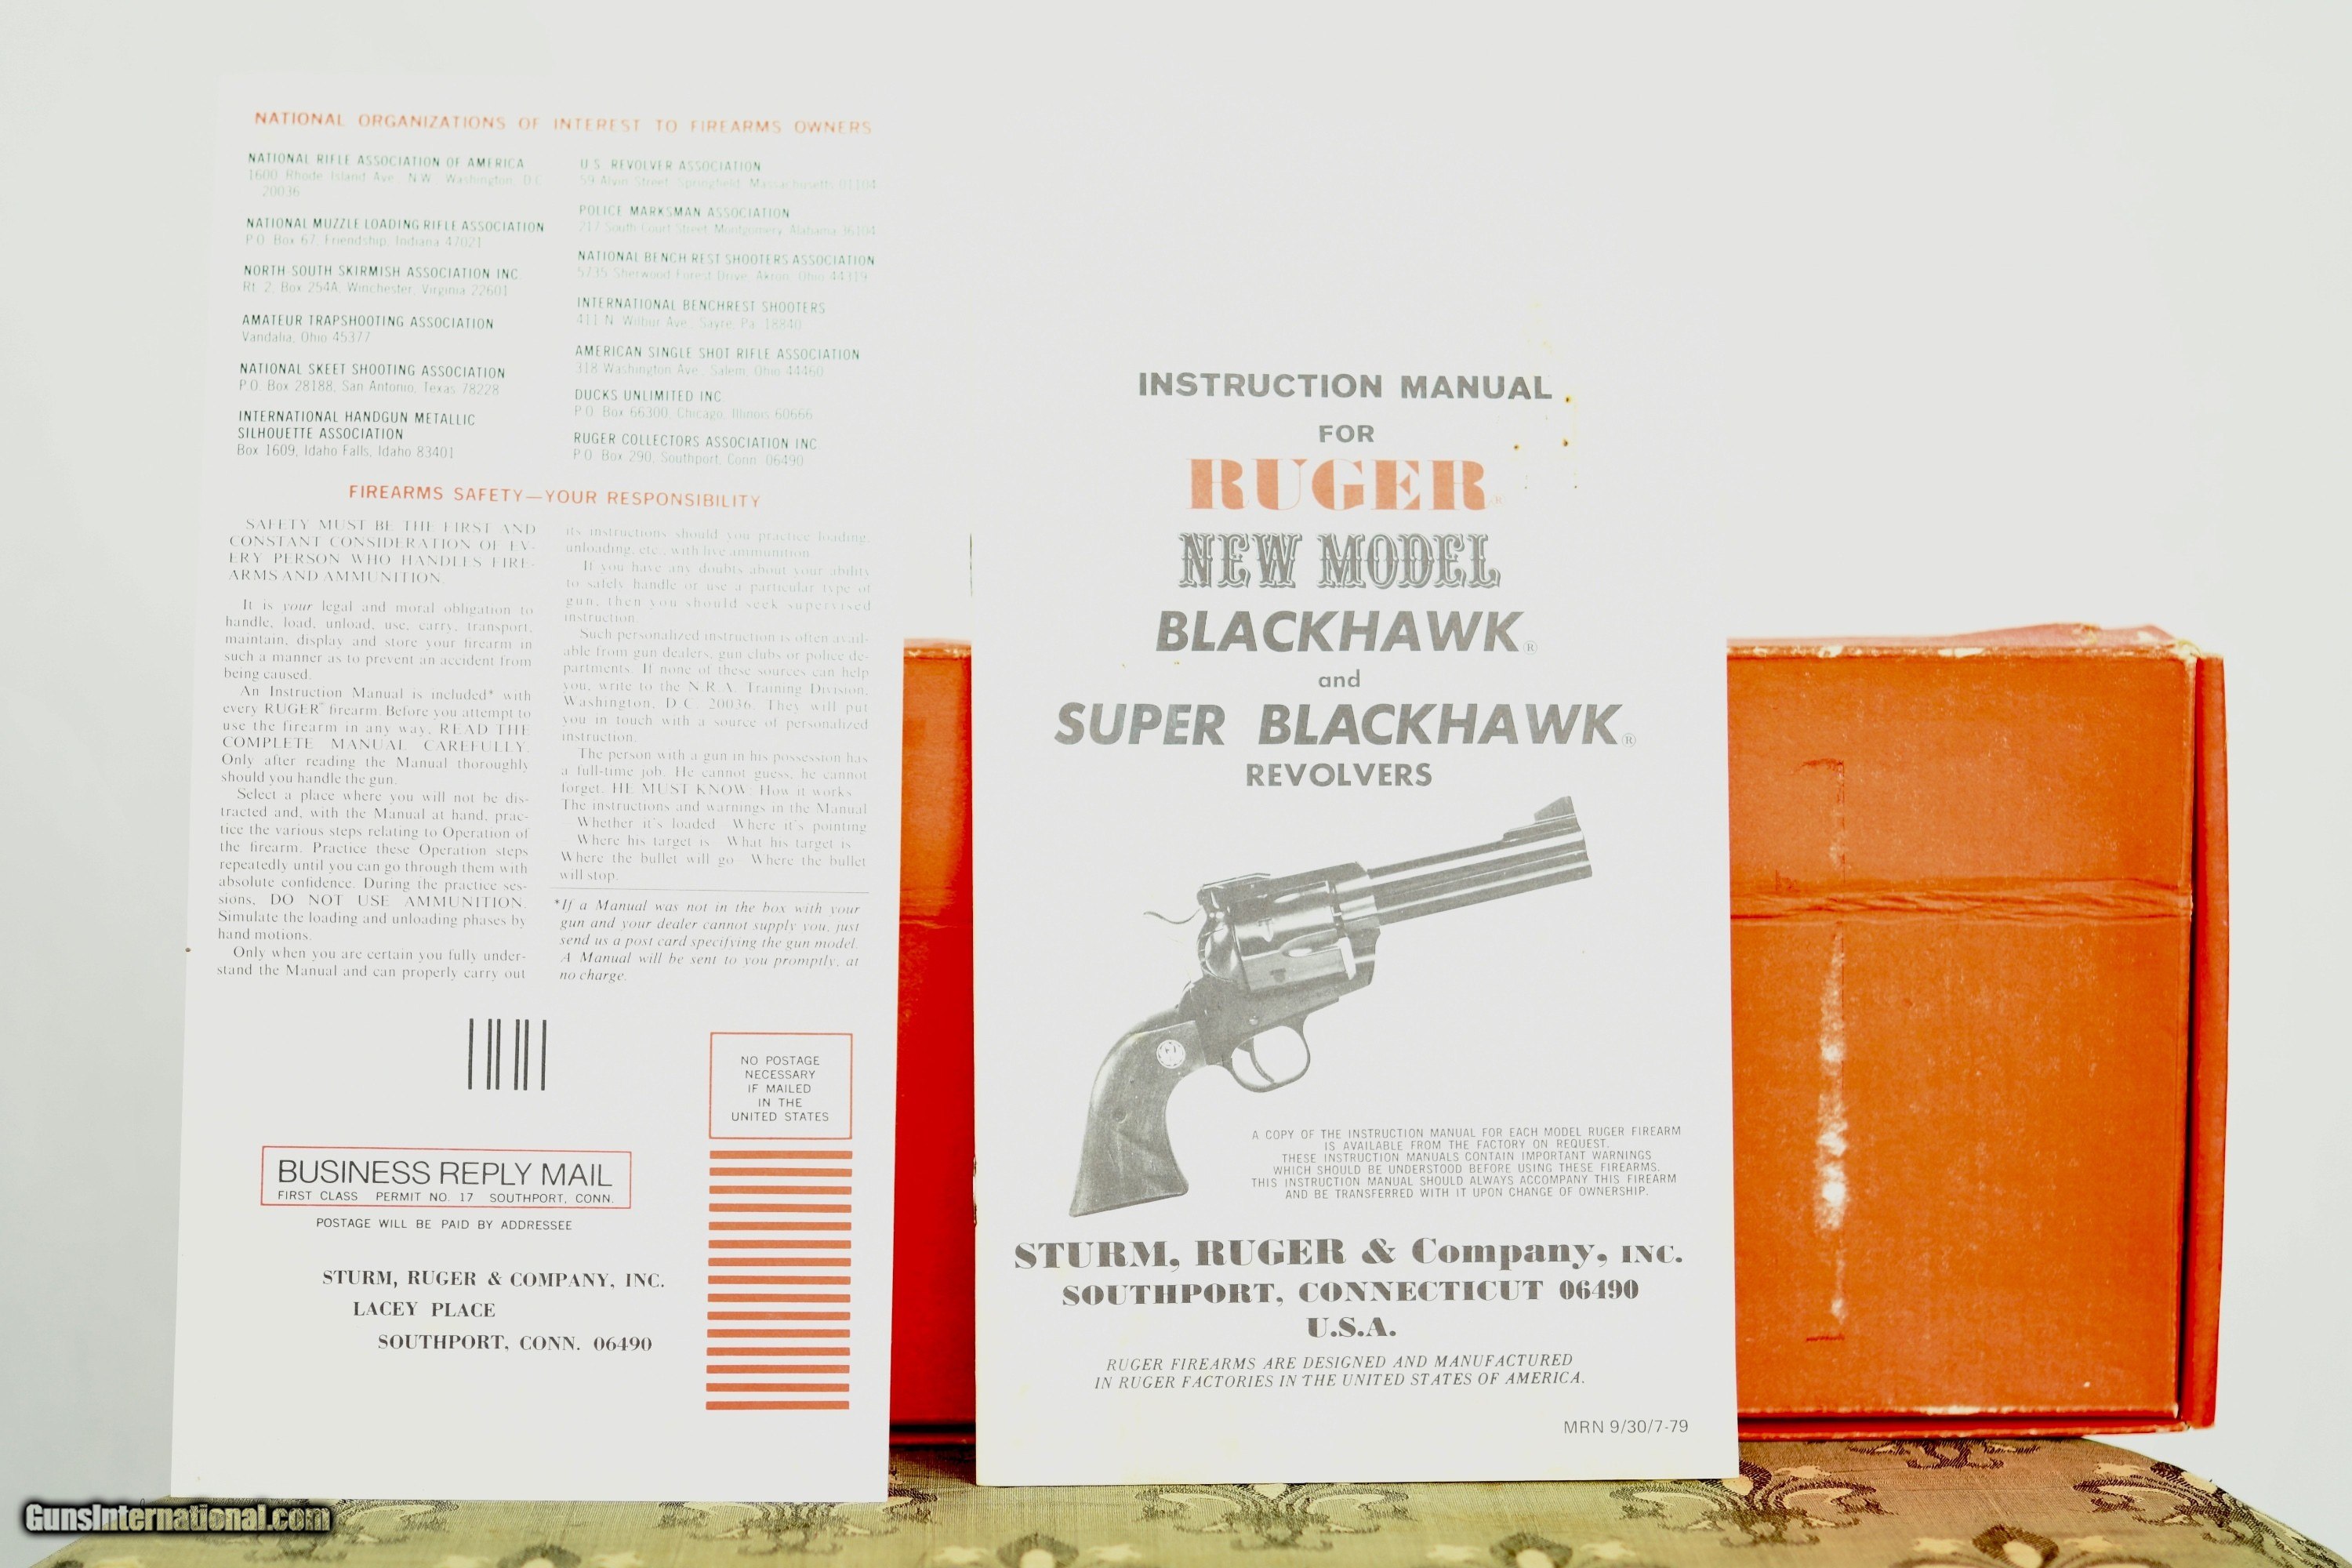 NATIONAL ORGANIZATIONS OF INTEREST TO FIREARMS OWNERS
NATIONAL RIFLE ASSOCIATION OF AMERICA
1600 Rhode Island Ave N.W. Washington, D.C.
20036
NATIONAL MUZZLE LOADING RIFLE ASSOCIATION
P.O. Box 67, Friendship, Indiana 47021
NORTH-SOUTH SKIRMISH ASSOCIATION INC.
Rt. 2, Box 254A, Winchester, Virginia 22601
AMATEUR TRAPSHOOTING ASSOCIATION
Vandalia, Ohio 45377
NATIONAL SKEET SHOOTING ASSOCIATION
P.O. Box 28188, San Antonio, Texas 78228
INTERNATIONAL HANDGUN METALLIC
SILHOUETTE ASSOCIATION
Box 1609, Idaho Falls, Idaho 83401
U.S. REVOLVER ASSOCIATION
59 Alvin Street, Springfield, Massachusetts 01104
POLICE MARKSMAN ASSOCIATION
217 South Court Street, Montgomery, Alabama 36104
NATIONAL BENCH REST SHOOTERS ASSOCIATION
5735 Sherwood Forest Drive, Akron, Ohio 44319
INTERNATIONAL BENCHREST SHOOTERS
411 N. Wilbur Ave., Sayre, Pa. 18840
AMERICAN SINGLE SHOT RIFLE ASSOCIATION
318 Washington Ave., Salem, Ohio 44460
DUCKS UNLIMITED INC.
P.O. Box 66300, Chicago, Illinois 60666
RUGER COLLECTORS ASSOCIATION INC.
P.O. Box 290, Southport, Conn. 06490
FIREARMS SAFETY—YOUR RESPONSIBILITY
SAFETY MUST BE THE FIRST AND
CONSTANT CONSIDERATION OF EV-
ERY PERSON WHO HANDLES FIRE-
ARMS AND AMMUNITION.
It is your legal and moral obligation to
handle, load, unload, use, carry, transport,
maintain, display and store your firearm in
such a manner as to prevent an accident from
being caused.
An Instruction Manual is included* with
every RUGER® firearm. Before you attempt to
use the firearm in any way, READ THE
COMPLETE MANUAL CAREFULLY.
Only after reading the Manual thoroughly
should you handle the gun.
Select a place where you will not be dis-
tracted and, with the Manual at hand, prac-
tice the various steps relating to Operation of
the firearm. Practice these Operation steps
repeatedly until you can go through them with
absolute confidence. During the practice ses-
sions, DO NOT USE AMMUNITION.
Simulate the loading and unloading phases by
hand motions.
Only when you are certain you fully under-
stand the Manual and can properly carry out
its instructions should you practice loading,
unloading, etc., with live ammunition.
If you have any doubts about your ability
to safely handle or use a particular type of
gun, then you should seek supervised
instruction.
Such personalized instruction is often avail-
able from gun dealers, gun clubs or police de-
partments. If none of these sources can help
you, write to the N.R.A. Training Division,
Washington, D.C. 20036. They will put
you in touch with a source of personalized
instruction.
The person with a gun in his possession has
a full-time job. He cannot guess, he cannot
forget. HE MUST KNOW: How it works
The instructions and warnings in the Manual
Whether it's loaded Where it's pointing
Where his target is What his target is
Where the bullet will go Where the bullet
will stop.
*If a Manual was not in the box with your
gun and your dealer cannot supply you, just
send us a post card specifying the gun model.
A Manual will be sent to you promptly, at
no charge.
NO POSTAGE
NECESSARY
IF MAILED
IN THE
UNITED STATES
BUSINESS REPLY MAIL
FIRST CLASS PERMIT NO. 17 SOUTHPORT, CONN.
POSTAGE WILL BE PAID BY ADDRESSEE
STURM, RUGER & COMPANY, INC.
LACEY PLACE
SOUTHPORT, CONN. 06490
INSTRUCTION MANUAL
FOR
RUGER®
NEW MODEL
BLACKHAWK®
and
SUPER BLACKHAWK®
REVOLVERS
A COPY OF THE INSTRUCTION MANUAL FOR EACH MODEL RUGER FIREARM
IS AVAILABLE FROM THE FACTORY ON REQUEST.
THESE INSTRUCTION MANUALS CONTAIN IMPORTANT WARNINGS
WHICH SHOULD BE UNDERSTOOD BEFORE USING THESE FIREARMS.
THIS INSTRUCTION MANUAL SHOULD ALWAYS ACCOMPANY THIS FIREARM
AND BE TRANSFERRED WITH IT UPON CHANGE OF OWNERSHIP.
STURM, RUGER & Company, INC.
SOUTHPORT, CONNECTICUT 06490
U.S.A.
RUGER FIREARMS ARE DESIGNED AND MANUFACTURED
IN RUGER FACTORIES IN THE UNITED STATES OF AMERICA.
MRN 9/30/7-79
GunsInternational.com